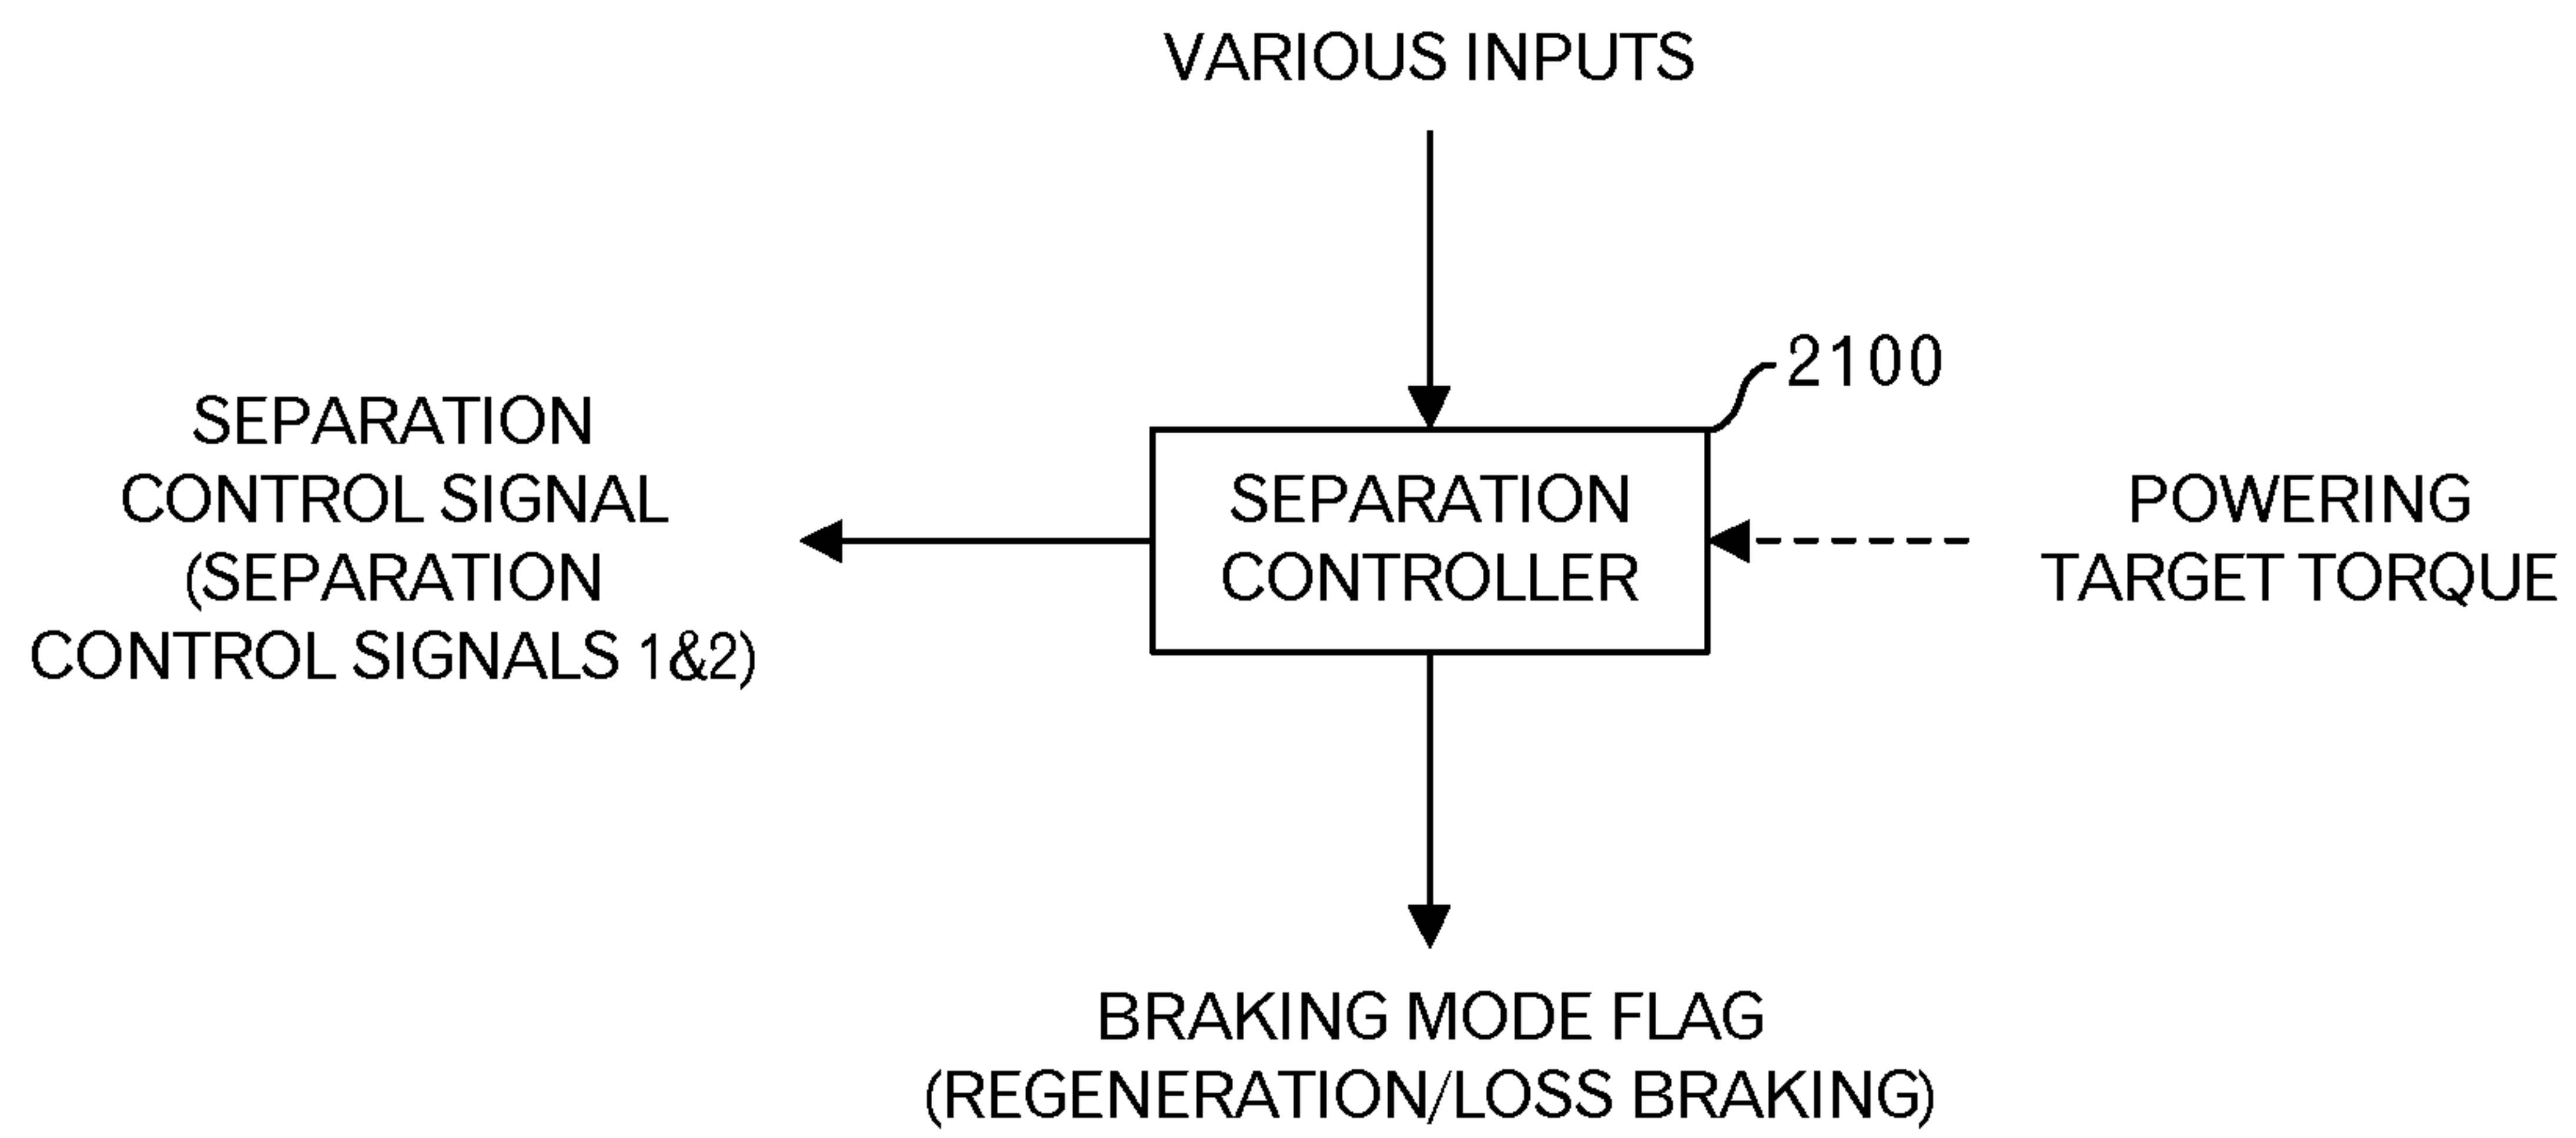 VARIOUS INPUTS
2100
SEPARATION
CONTROL SIGNAL
(SEPARATION
CONTROL SIGNALS 1&2)
SEPARATION
CONTROLLER
POWERING
TARGET TORQUE
BRAKING MODE FLAG
(REGENERATION/LOSS BRAKING)